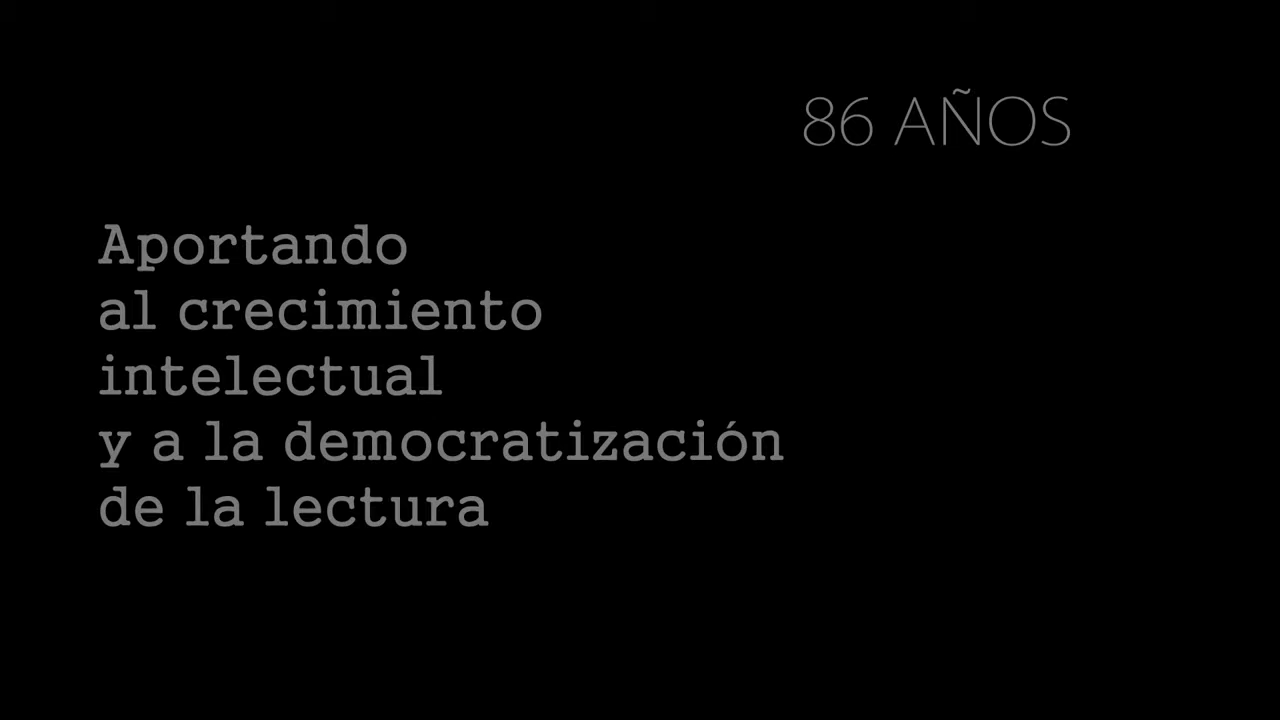 86 AÑOS
Aportando
al crecimiento
intelectual
y a la democratización
de la lectura